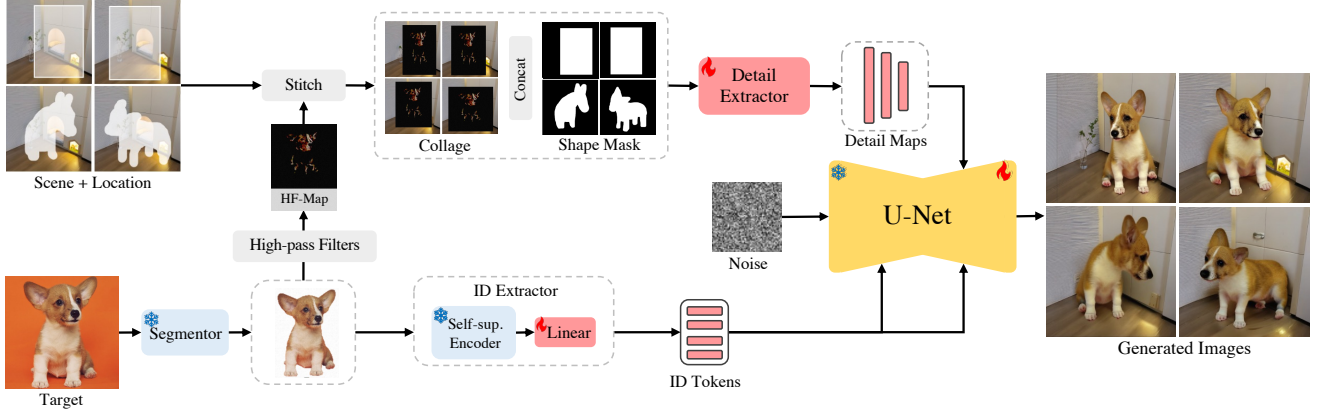 Scene + Location
Stitch
HF-Map
High-pass Filters
Collage
Concat
Shape Mask
Detail
Extractor
Detail Maps
Noise
U-Net
Target
Segmentor
ID Extractor
Self-sup.
Encoder
Linear
ID Tokens
Generated Images